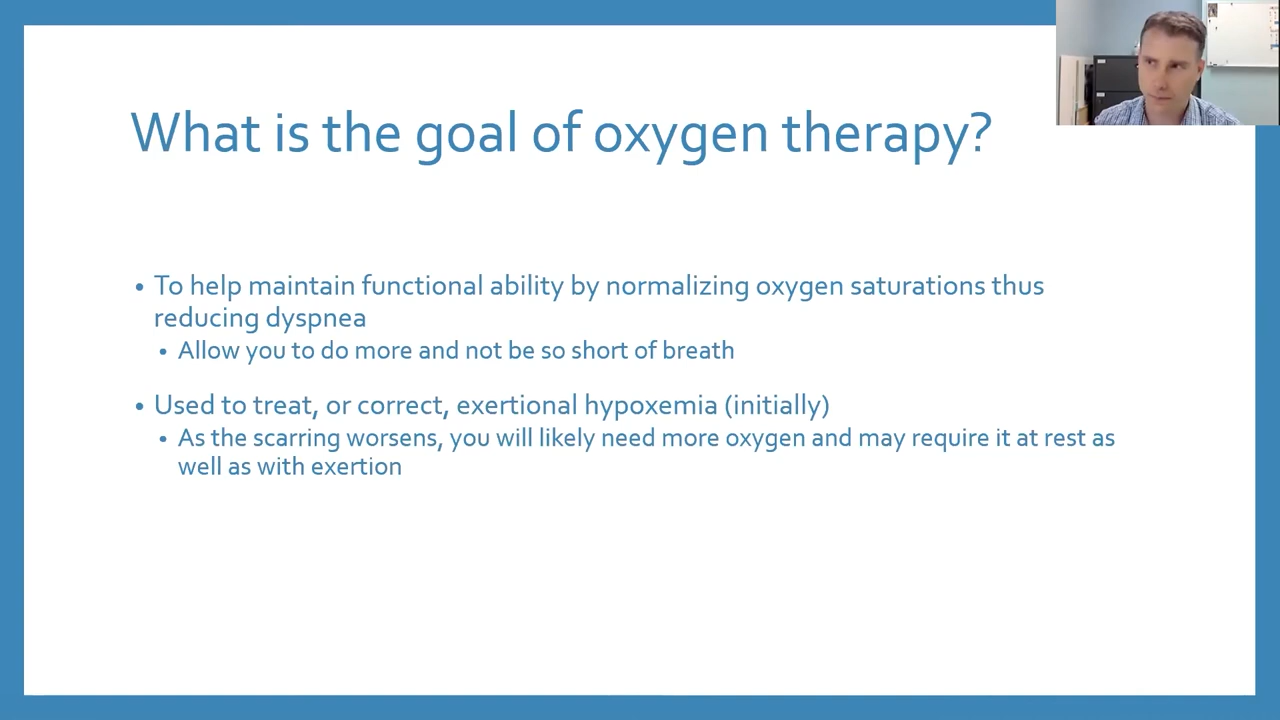 What is the goal of oxygen therapy?
• To help maintain functional ability by normalizing oxygen saturations thus
reducing dyspnea
• Allow you to do more and not be so short of breath
• Used to treat, or correct, exertional hypoxemia (initially)
• As the scarring worsens, you will likely need more oxygen and may require it at rest as
well as with exertion